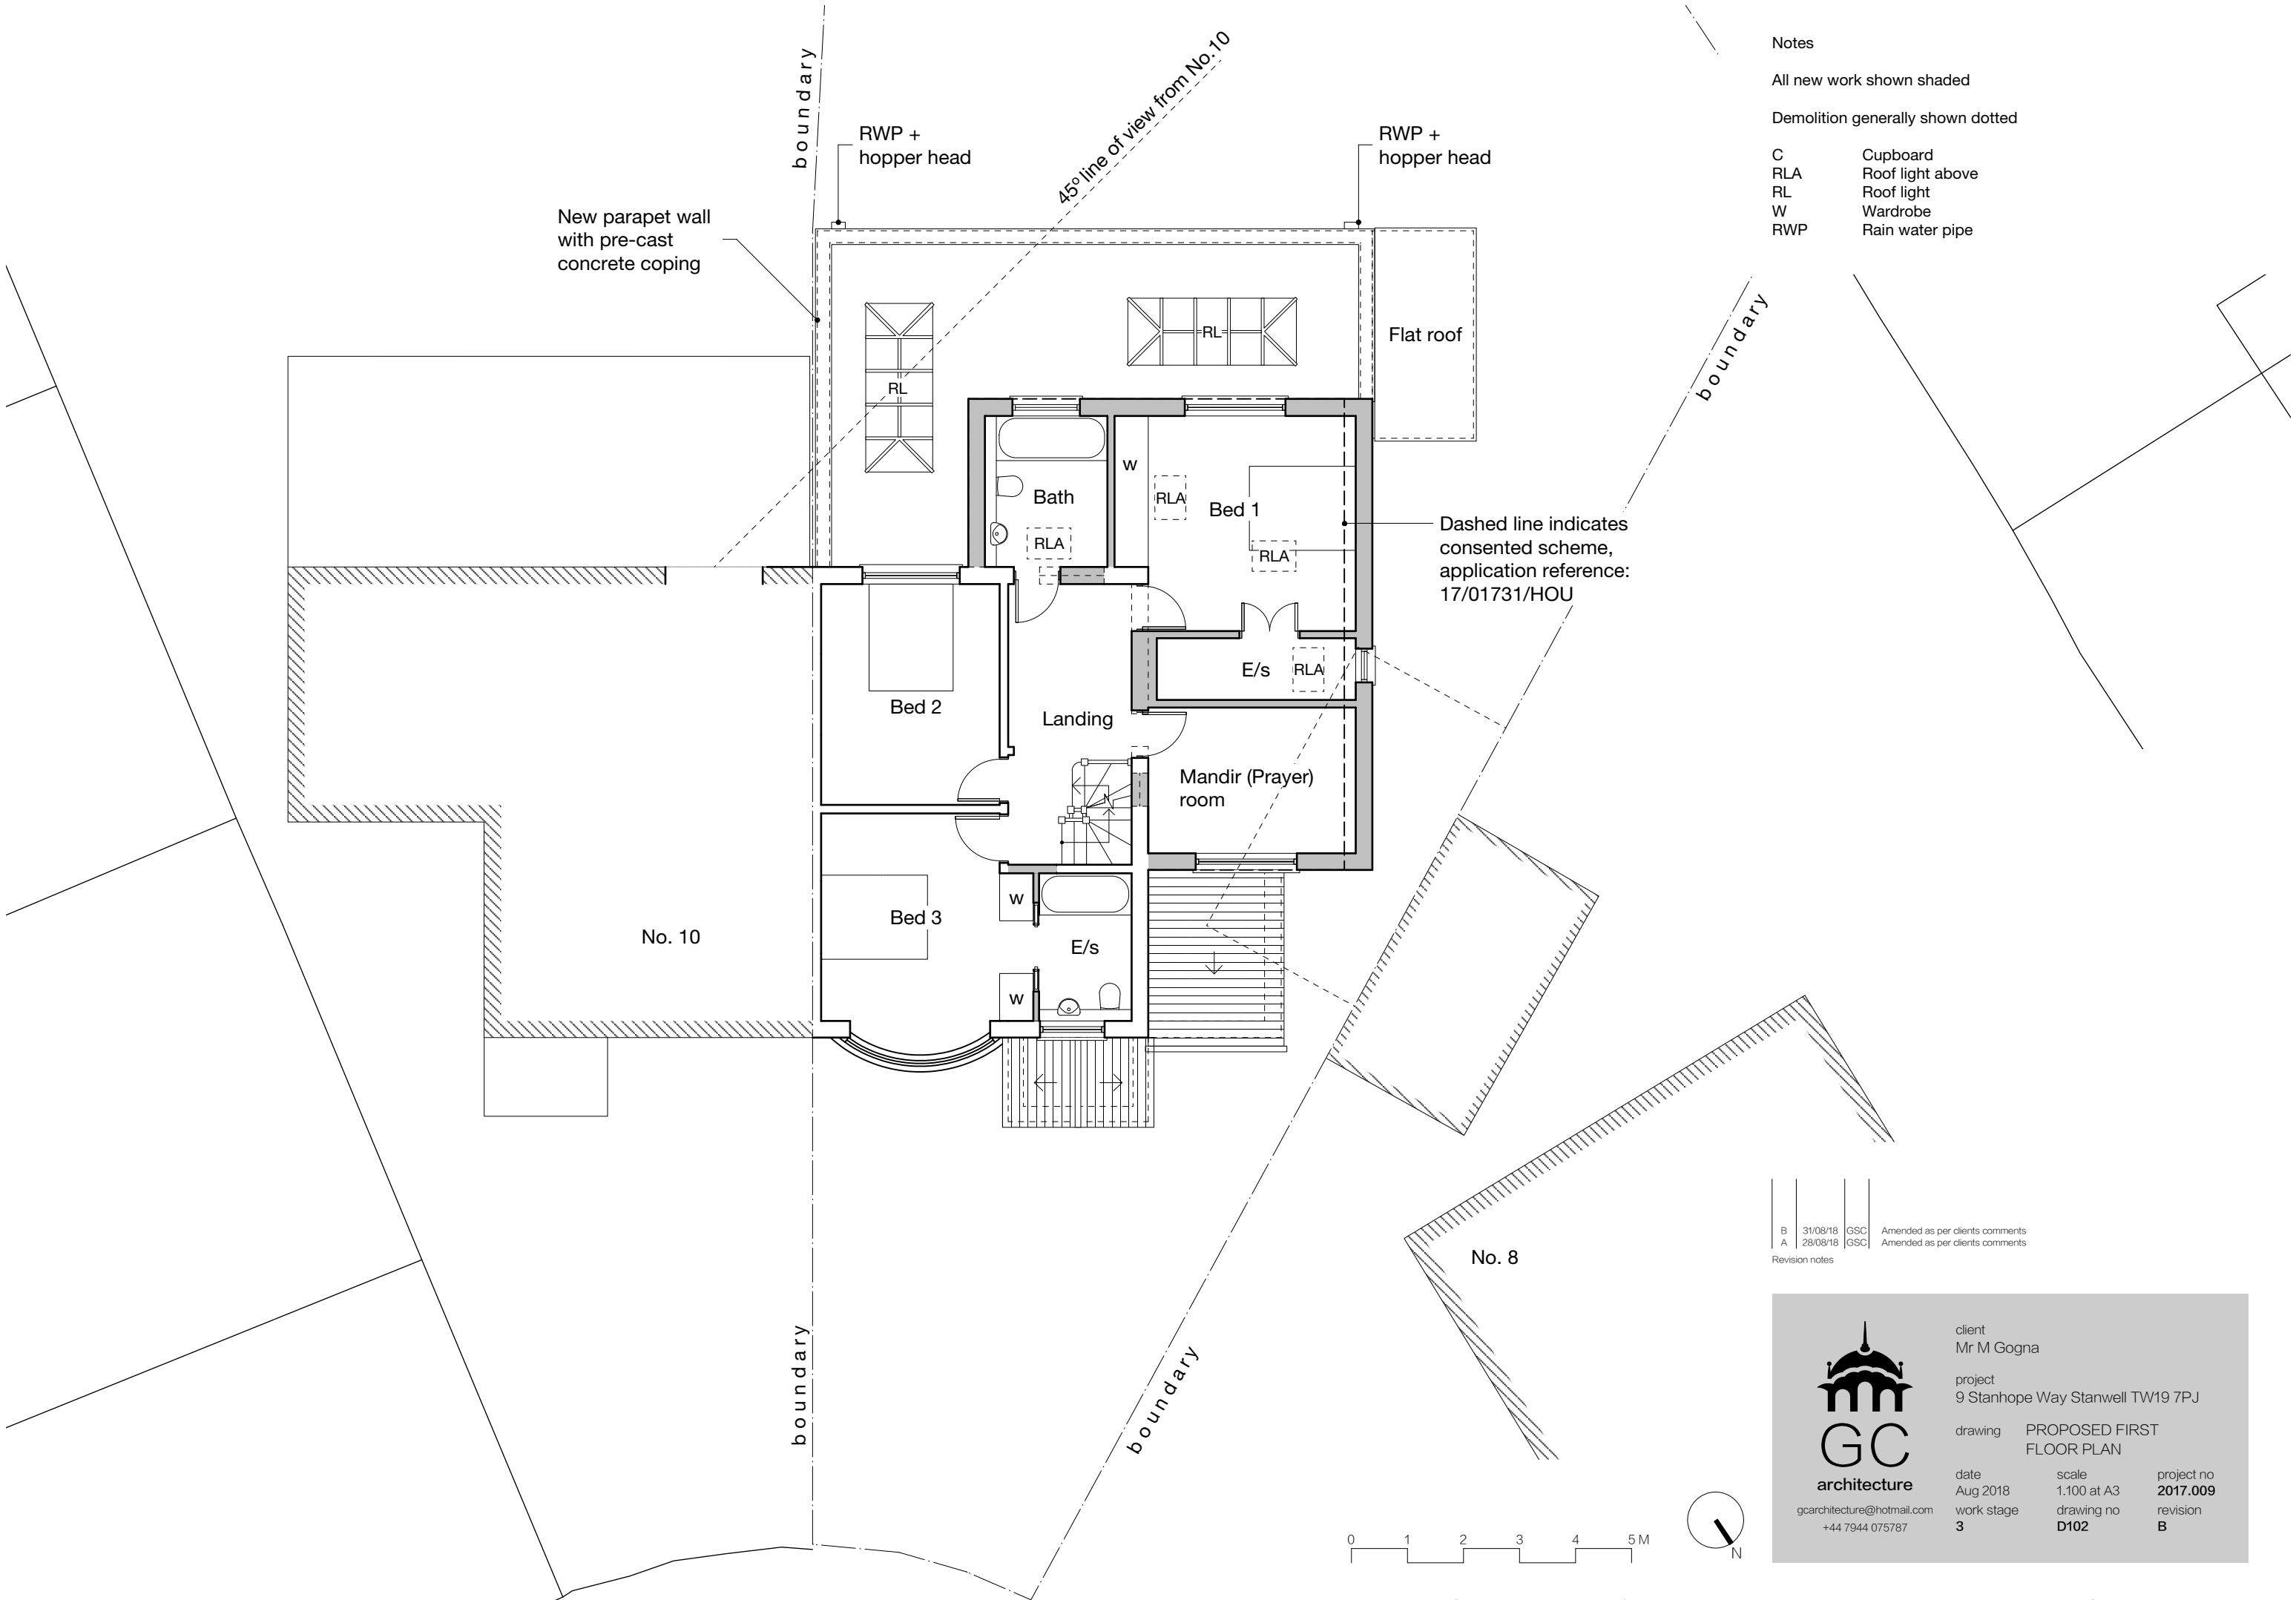 Notes
All new work shown shaded
Demolition generally shown dotted
C Cupboard
RLA Roof light above
RL Roof light
W Wardrobe
RWP Rain water pipe
boundary
45º line of view from No.10
RWP +
hopper head
RWP +
hopper head
New parapet wall
with pre-cast
concrete coping
boundary
RL
RL
Flat roof
W
Bath
RLA
Bed 1
RLA
RLA
Dashed line indicates
consented scheme,
application reference:
17/01731/HOU
E/s
RLA
Bed 2
Landing
Mandir (Prayer)
room
No. 10
W
Bed 3
E/s
W
boundary
boundary
No. 8
B 31/08/18 GSC Amended as per clients comments
A 28/08/18 GSC Amended as per clients comments
Revision notes
client
Mr M Gogna
project
9 Stanhope Way Stanwell TW19 7PJ
drawing PROPOSED FIRST
FLOOR PLAN
date scale project no
Aug 2018 1.100 at A3 2017.009
work stage drawing no revision
3 D102 B
GC
architecture
gcarchitecture@hotmail.com
+44 7944 075787
0 1 2 3 4 5 M
N